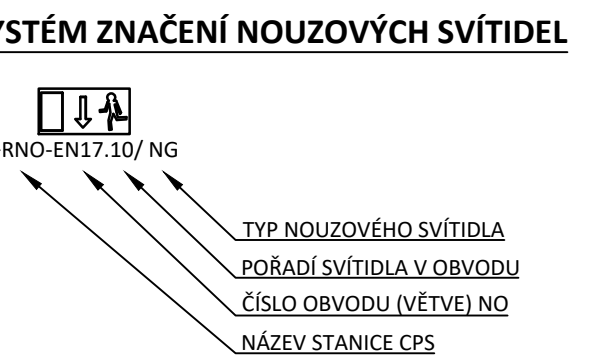 YSTÉM ZNAČENÍ NOUZOVÝCH SVÍTIDEL
RNO-EN17.10/ NG
TYP NOUZOVÉHO SVÍTIDLA
POŘADÍ SVÍTIDLA V OBVODU
ČÍSLO OBVODU (VĚTVE) NO
NÁZEV STANICE CPS